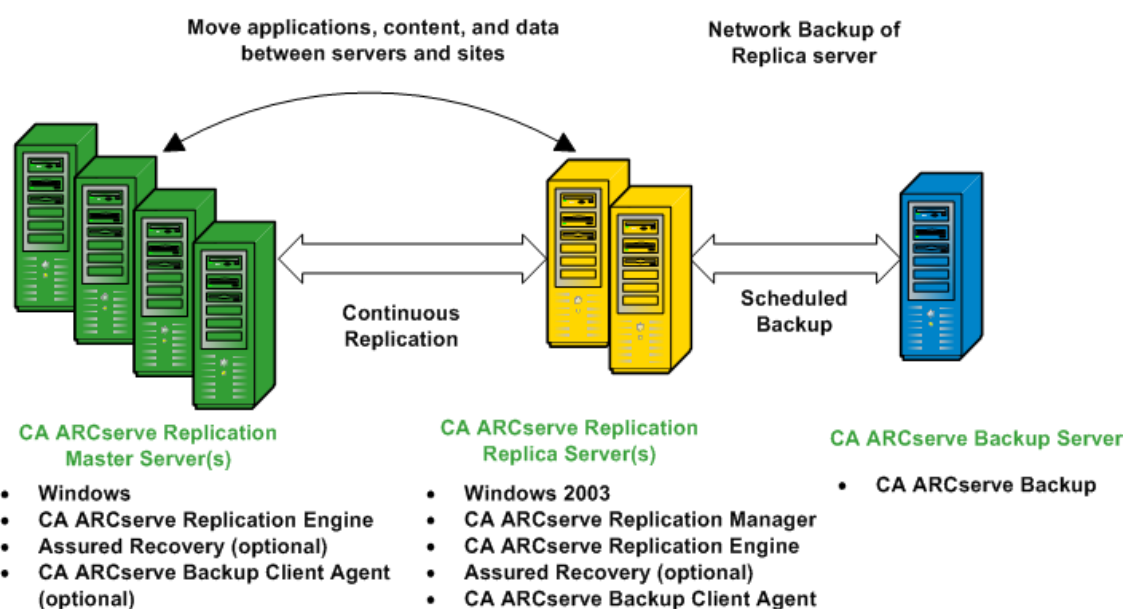 Move applications, content, and data
between servers and sites
Network Backup of
Replica server
Continuous
Replication
Scheduled
Backup
CA ARCserve Replication
Master Server(s)
• Windows
• CA ARCserve Replication Engine
• Assured Recovery (optional)
• CA ARCserve Backup Client Agent
(optional)
CA ARCserve Replication
Replica Server(s)
• Windows 2003
• CA ARCserve Replication Manager
• CA ARCserve Replication Engine
• Assured Recovery (optional)
• CA ARCserve Backup Client Agent
CA ARCserve Backup Server
• CA ARCserve Backup